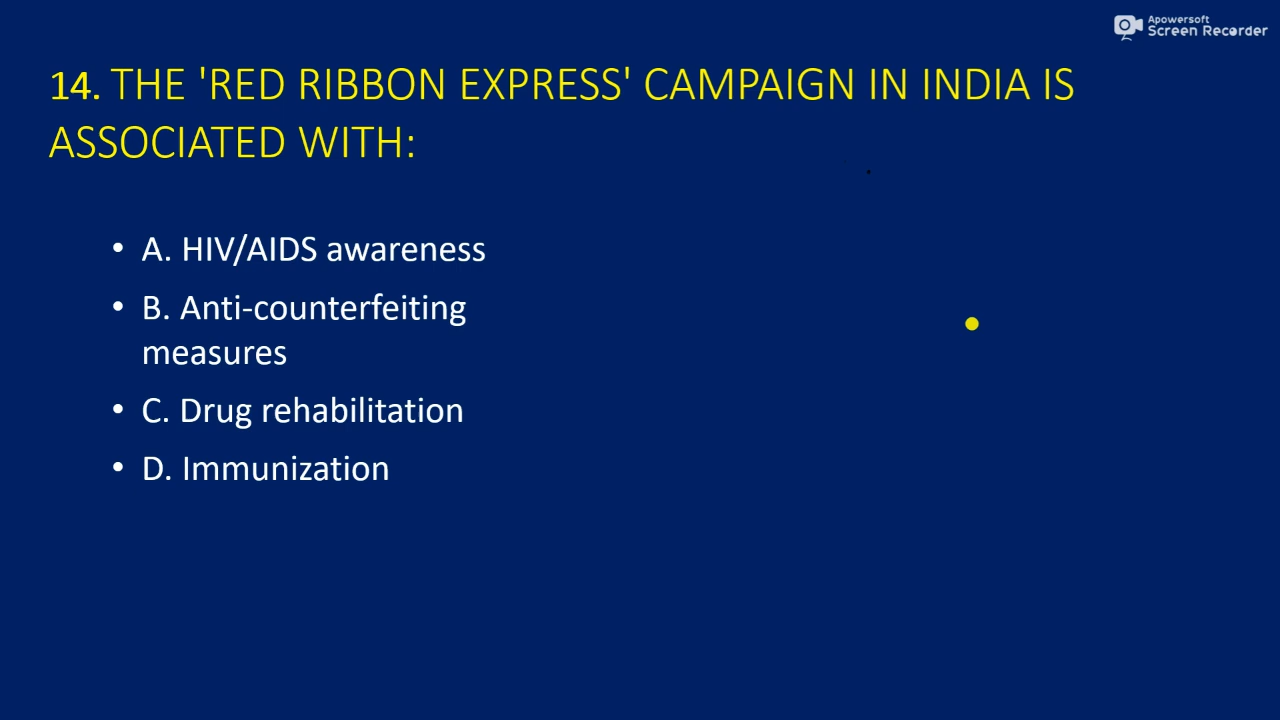 Apowersoft
Screen Recorder
14. THE 'RED RIBBON EXPRESS' CAMPAIGN IN INDIA IS
ASSOCIATED WITH:
• A. HIV/AIDS awareness
• B. Anti-counterfeiting
measures
• C. Drug rehabilitation
• D. Immunization